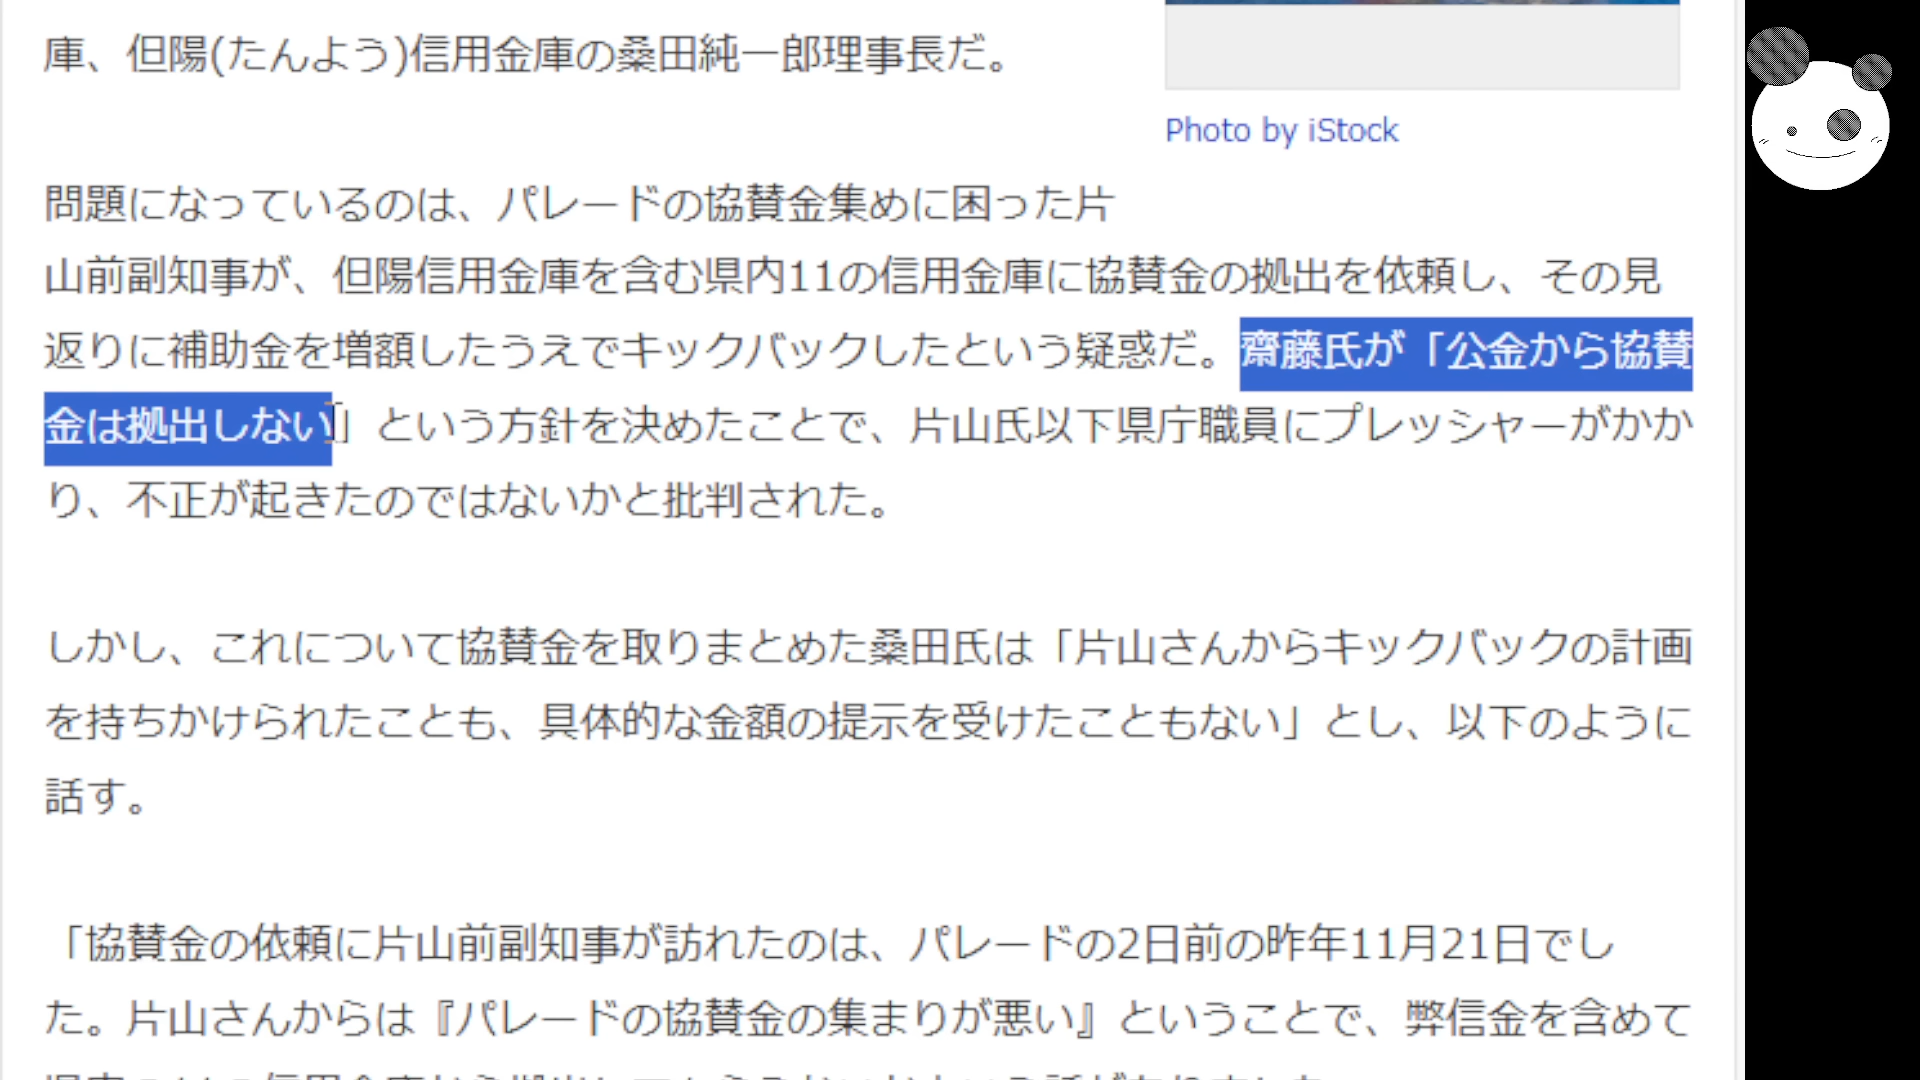 庫、但陽(たんよう)信用金庫の桑田純一郎理事長だ。
Photo by iStock
問題になっているのは、パレードの協賛金集めに困った片
山前副知事が、但陽信用金庫を含む県内11の信用金庫に協賛金の拠出を依頼し、その見
返りに補助金を増額したうえでキックバックしたという疑惑だ。齋藤氏が「公金から協賛
金は拠出しない」という方針を決めたことで、片山氏以下県庁職員にプレッシャーがかか
り、不正が起きたのではないかと批判された。
しかし、これについて協賛金を取りまとめた桑田氏は「片山さんからキックバックの計画
を持ちかけられたことも、具体的な金額の提示を受けたこともない」とし、以下のように
話す。
「協賛金の依頼に片山前副知事が訪れたのは、パレードの2日前の昨年11月21日でし
た。片山さんからは『パレードの協賛金の集まりが悪い』ということで、弊信金を含めて